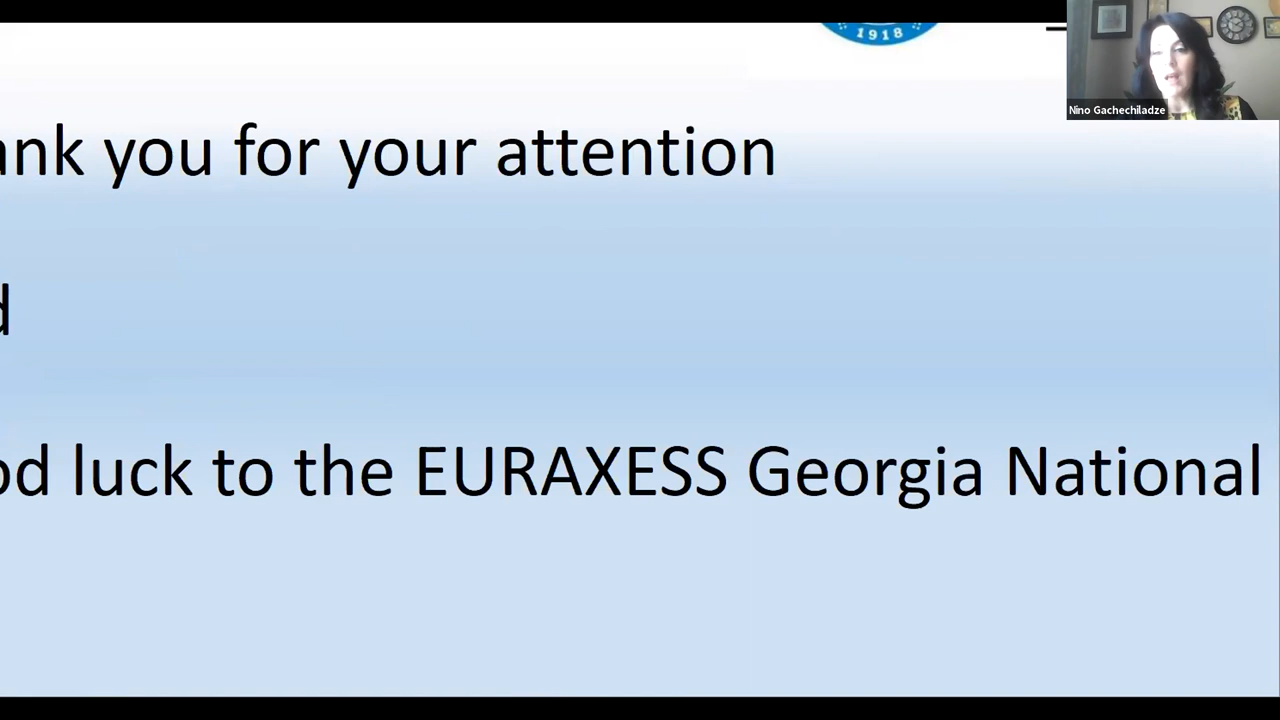 1918
Nino Gachechiladze
ank you for your attention
d
od luck to the EURAXESS Georgia National